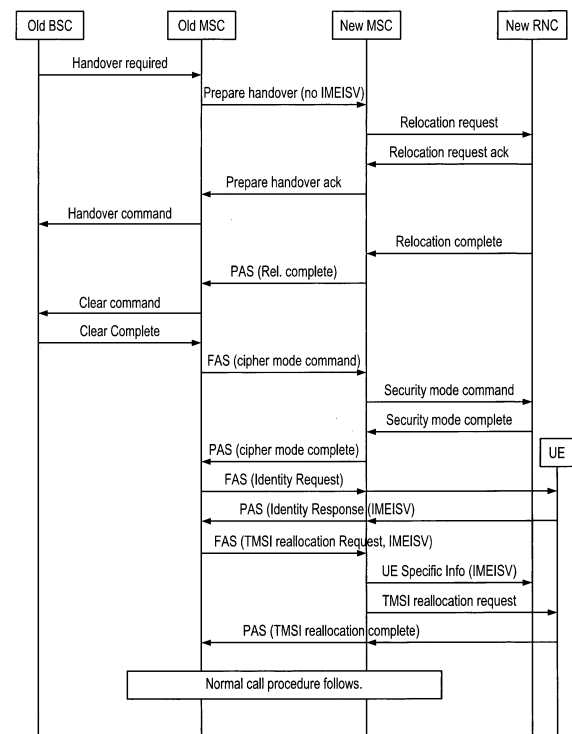 Old BSC
Old MSC
New MSC
New RNC
Handover required
Prepare handover (no IMEISV)
Relocation request
Relocation request ack
Prepare handover ack
Handover command
Relocation complete
PAS (Rel. complete)
Clear command
Clear Complete
FAS (cipher mode command)
Security mode command
Security mode complete
PAS (cipher mode complete)
UE
FAS (Identity Request)
PAS (Identity Response (IMEISV)
FAS (TMSI reallocation Request, IMEISV)
UE Specific Info (IMEISV)
TMSI reallocation request
PAS (TMSI reallocation complete)
Normal call procedure follows.